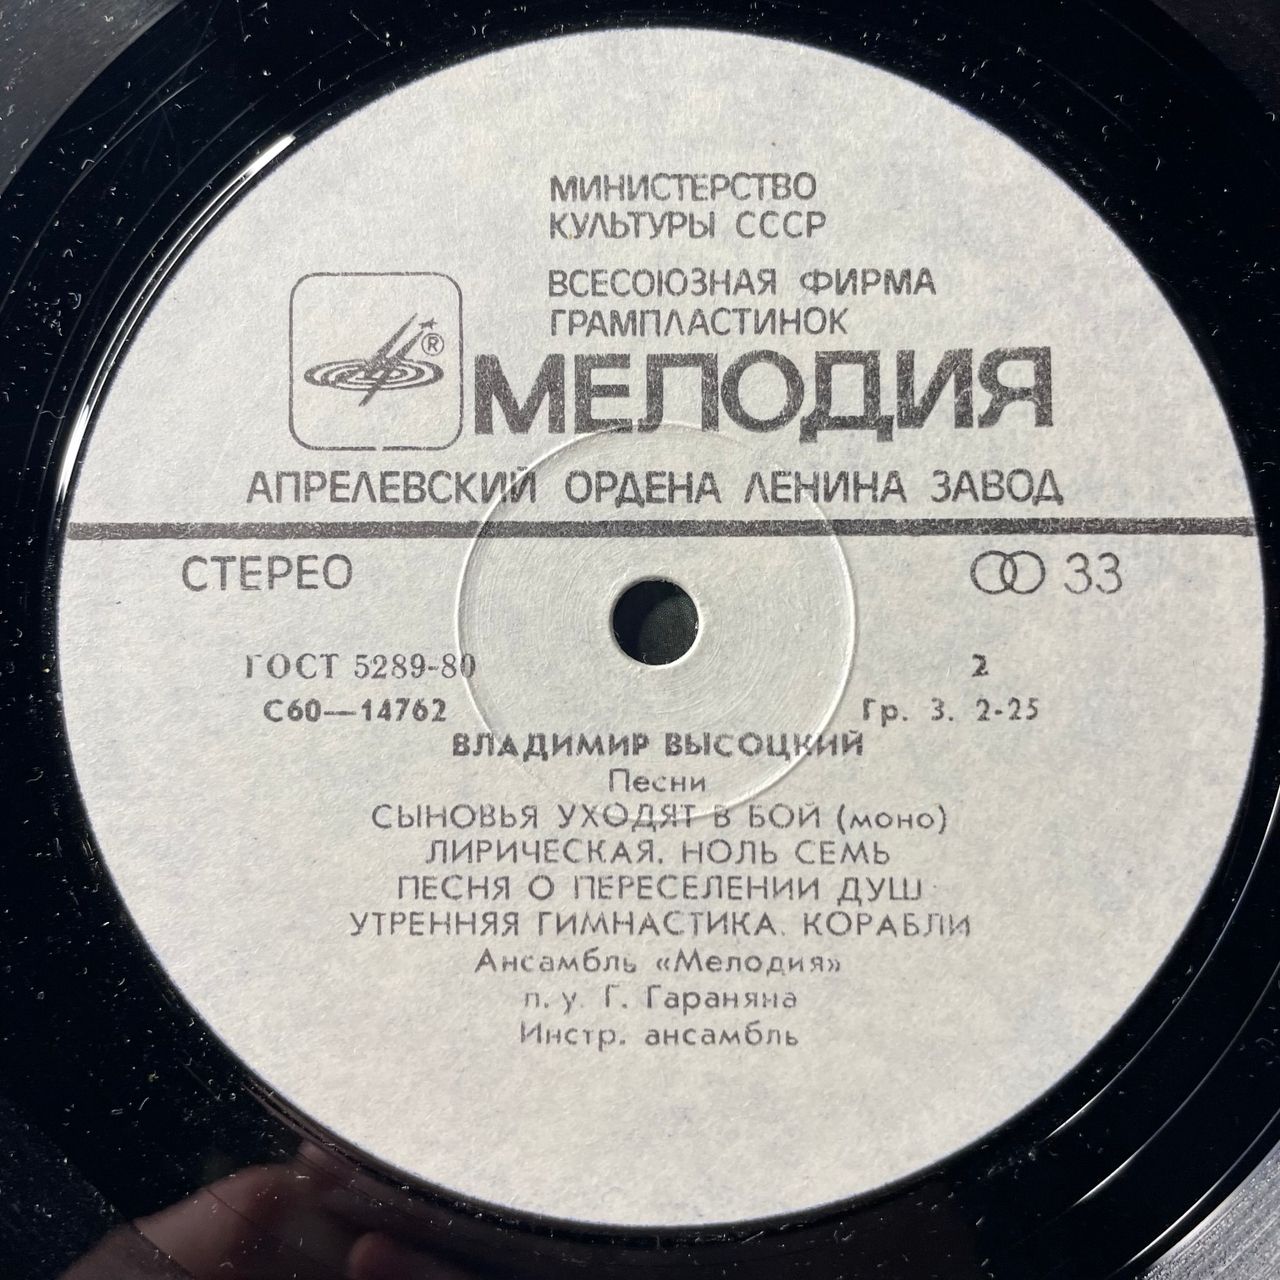 МИНИСТЕРСТВО
КУЛЬТУРЫ СССР
ВСЕСОЮЗНАЯ ФИРМА
ГРАМПЛАСТИНОК
®
МЕЛОДИЯ
АПРЕЛЕВСКИЙ ОРДЕНА ЛЕНИНА ЗАВОД
СТЕРЕО 33
ГОСТ 5289-80 2
С60—14762 Гр. 3. 2-25
ВЛАДИМИР ВЫСОЦКИЙ
Песни
СЫНОВЬЯ УХОДЯТ В БОЙ (моно)
ЛИРИЧЕСКАЯ. НОЛЬ СЕМЬ
ПЕСНЯ О ПЕРЕСЕЛЕНИИ ДУШ
УТРЕННЯЯ ГИМНАСТИКА. КОРАБЛИ
Ансамбль «Мелодия»
п. у. Г. Гараняна
Инстр. ансамбль